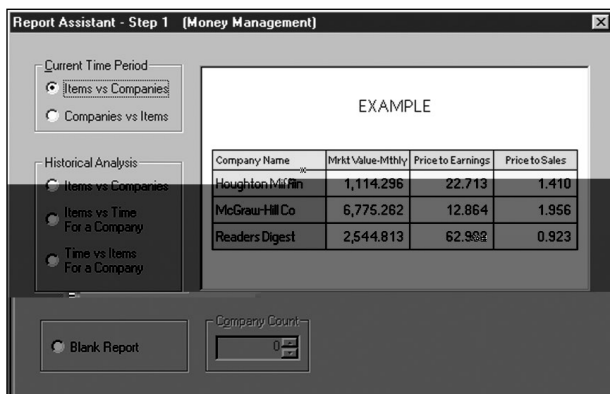 Report Assistant - Step 1 (Money Management)
Current Time Period
Items vs Companies
Companies vs Items
Historical Analysis
Items vs Companies
Items vs Time
For a Company
Time vs Items
For a Company
EXAMPLE
Company Name Mrkt Value-Mthly Price to Earnings Price to Sales
Houghton Mifflin 1,114.296 22.713 1.410
McGraw-Hill Co 6,775.262 12.864 1.956
Readers Digest 2,544.813 0.923
Blank Report
Company Count
0